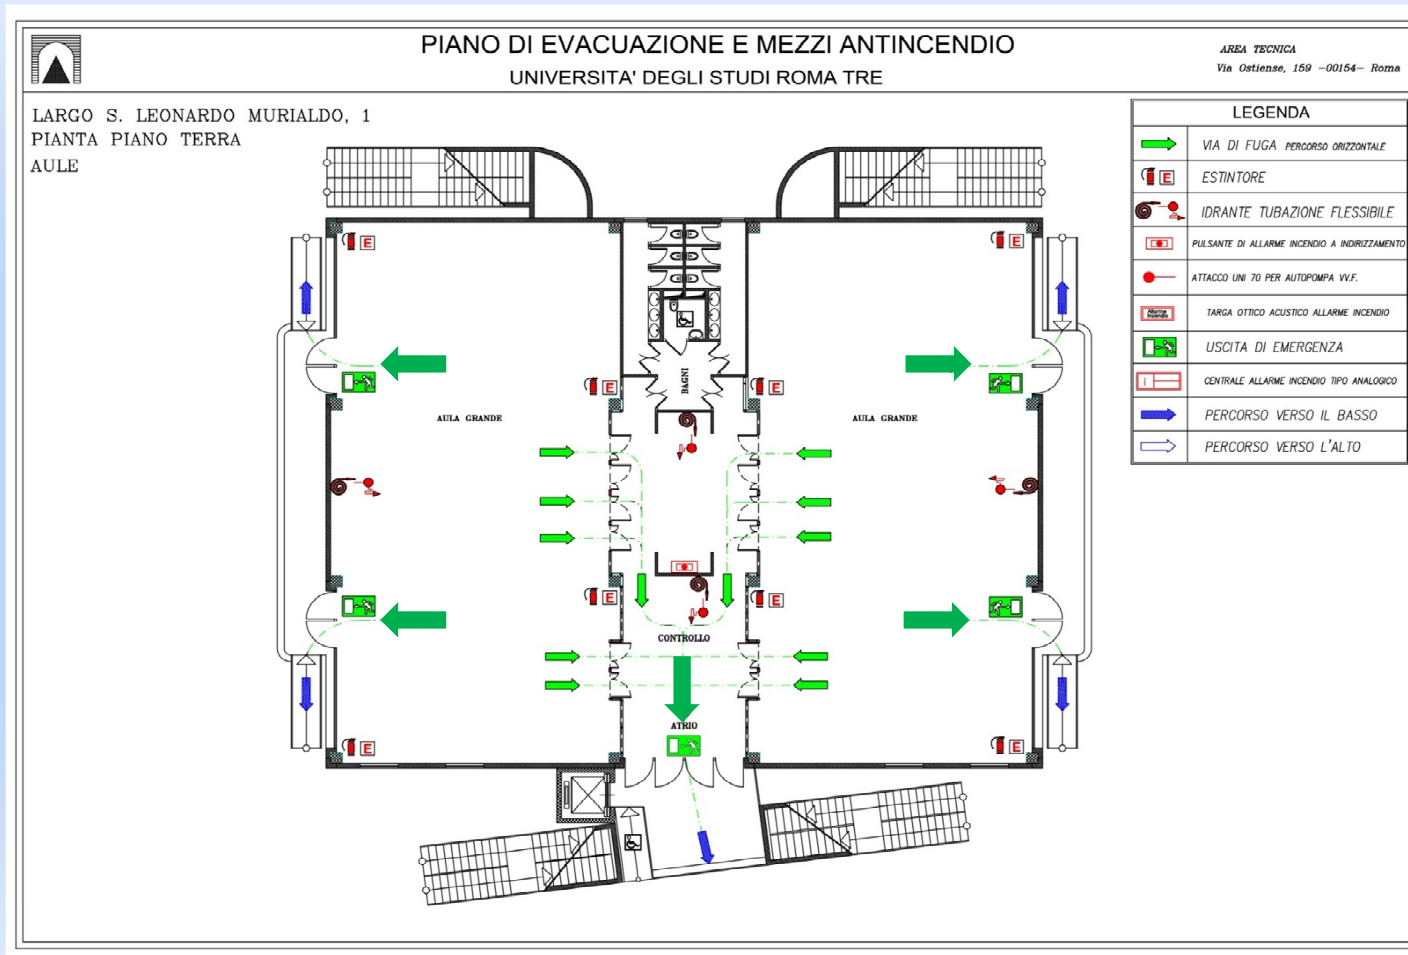 PIANO DI EVACUAZIONE E MEZZI ANTINCENDIO
UNIVERSITA' DEGLI STUDI ROMA TRE
AREA TECNICA
Via Ostiense, 159 -00154- Roma
LARGO S. LEONARDO MURIALDO, 1
PIANTA PIANO TERRA
AULE
LEGENDA
VIA DI FUGA PERCORSO ORIZZONTALE
E ESTINTORE
IDRANTE TUBAZIONE FLESSIBILE
PULSANTE DI ALLARME INCENDIO A INDIRIZZAMENTO
ATTACCO UNI 70 PER AUTOPOMPA VV.F.
Allarme Incendio TARGA OTTICO ACUSTICO ALLARME INCENDIO
USCITA DI EMERGENZA
i CENTRALE ALLARME INCENDIO TIPO ANALOGICO
PERCORSO VERSO IL BASSO
PERCORSO VERSO L'ALTO
E
E
BAGNI
E
E
AULA GRANDE
AULA GRANDE
E
E
CONTROLLO
ATRIO
E
E